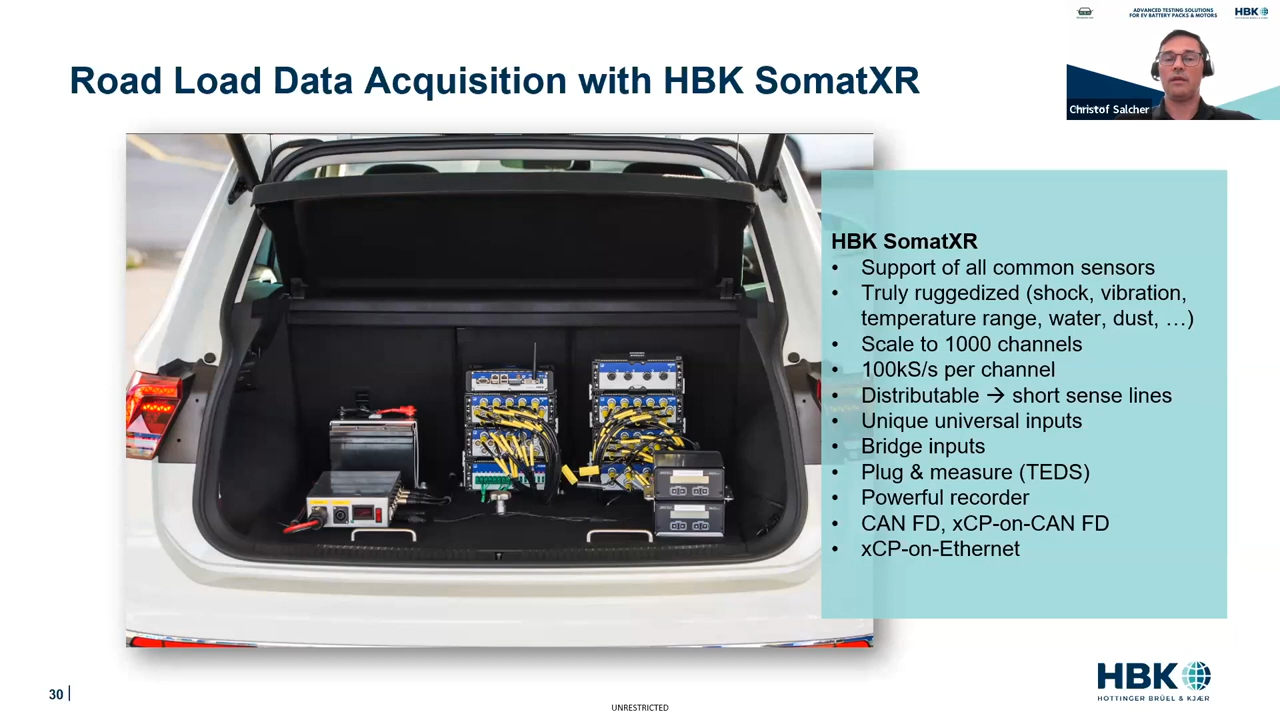 ADVANCED TESTING SOLUTIONS
FOR EV BATTERY PACKS & MOTORS
HBK
Christof Salcher
Road Load Data Acquisition with HBK SomatXR
HBK SomatXR
• Support of all common sensors
• Truly ruggedized (shock, vibration,
temperature range, water, dust, …)
• Scale to 1000 channels
• 100kS/s per channel
• Distributable → short sense lines
• Unique universal inputs
• Bridge inputs
• Plug & measure (TEDS)
• Powerful recorder
• CAN FD, xCP-on-CAN FD
• xCP-on-Ethernet
HBK
HOTTINGER BRÜEL & KJÆR
30
UNRESTRICTED